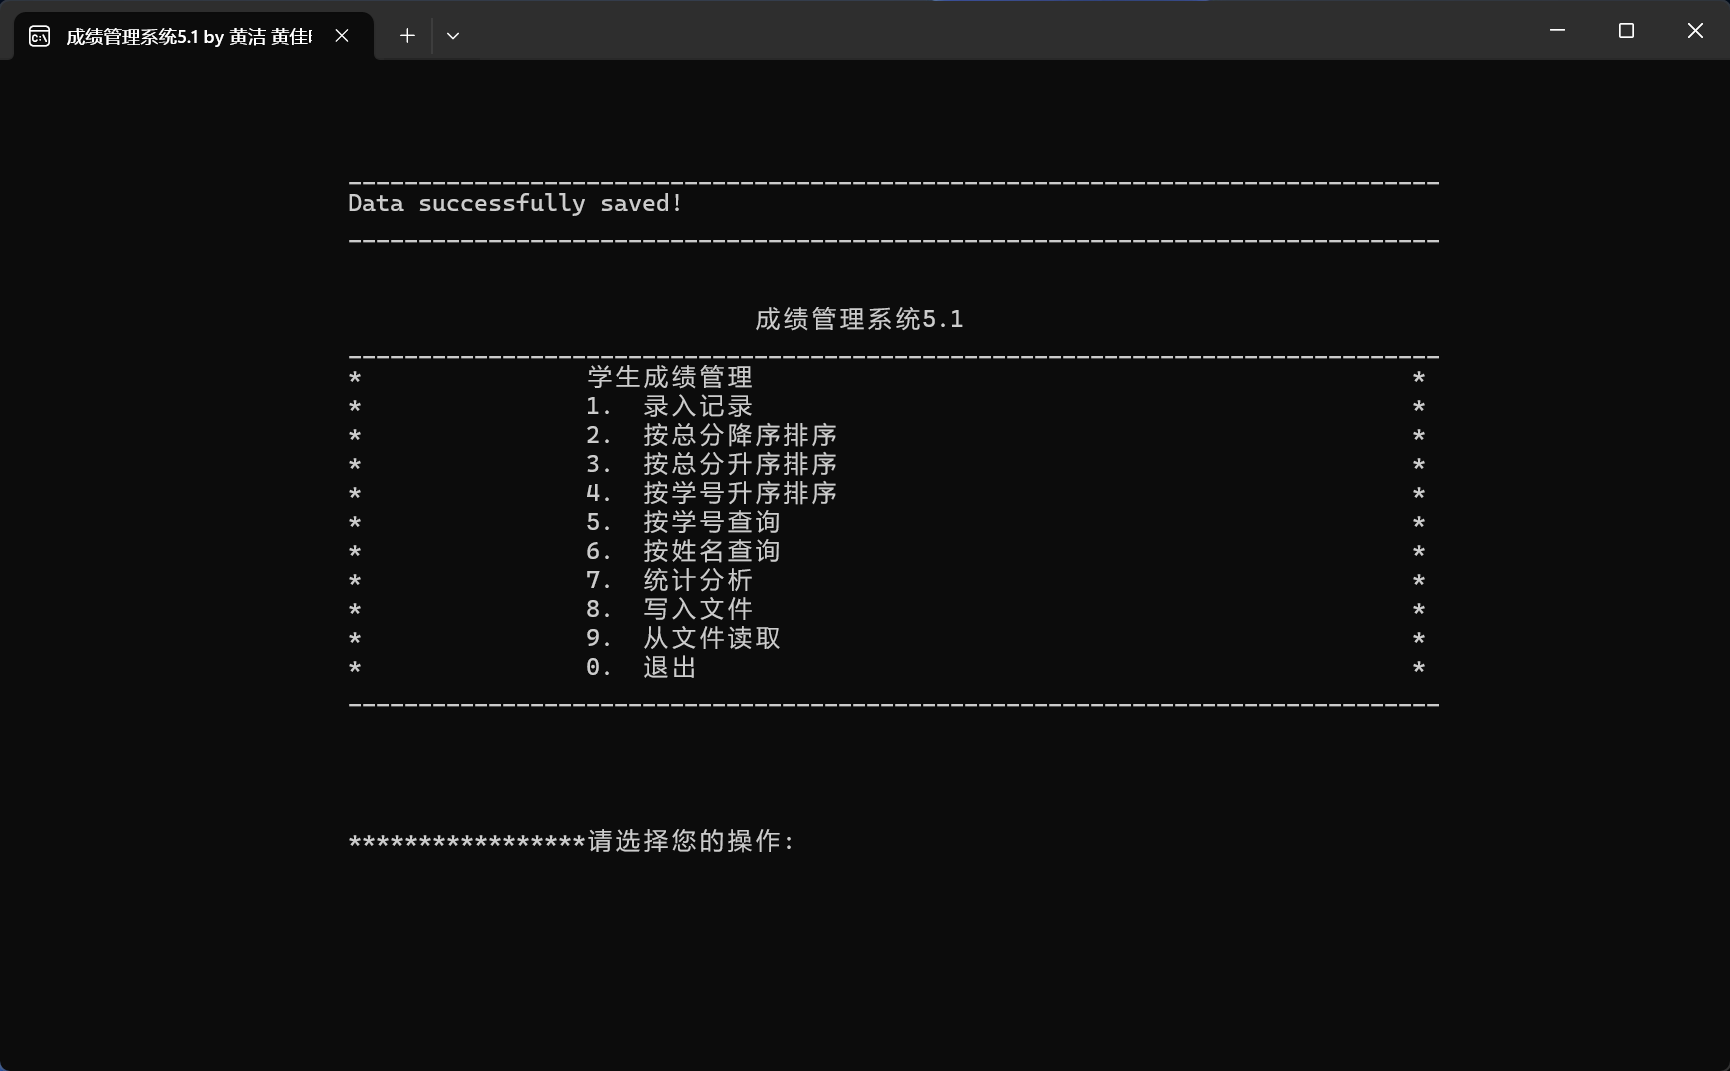 成绩管理系统5.1 by 黄洁 黄佳
--------------------------------------------------------------------------------
Data successfully saved!
--------------------------------------------------------------------------------
成绩管理系统5.1
--------------------------------------------------------------------------------
* 学生成绩管理 *
* 1. 录入记录 *
* 2. 按总分降序排序 *
* 3. 按总分升序排序 *
* 4. 按学号升序排序 *
* 5. 按学号查询 *
* 6. 按姓名查询 *
* 7. 统计分析 *
* 8. 写入文件 *
* 9. 从文件读取 *
* 0. 退出 *
--------------------------------------------------------------------------------
*****************请选择您的操作: